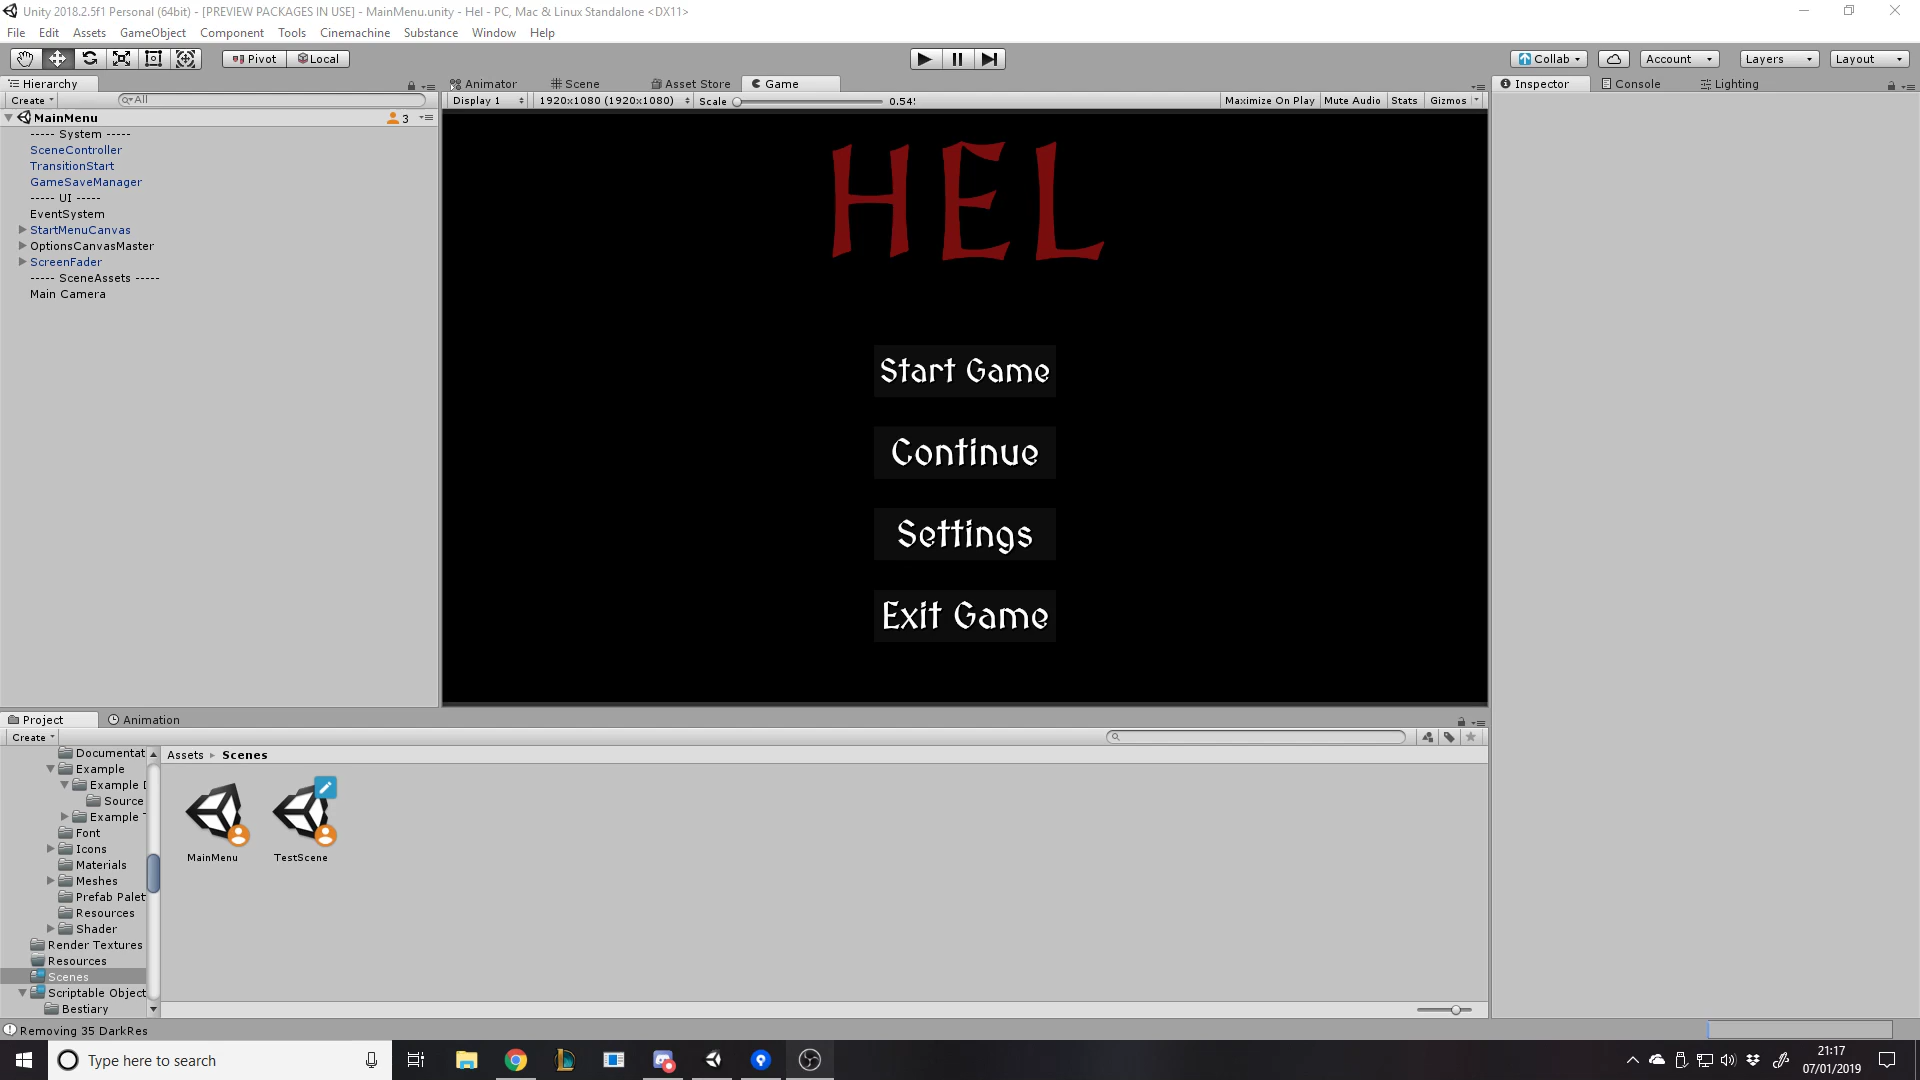 Unity 2018.2.5f1 Personal (64bit) - [PREVIEW PACKAGES IN USE] - MainMenu.unity - Hel - PC, Mac & Linux Standalone <DX11>
File Edit Assets GameObject Component Tools Cinemachine Substance Window Help
Pivot Local Collab Account Layers Layout
Hierarchy Animator Scene Asset Store Game Inspector Console Lighting
Create All Display 1 1920x1080 (1920x1080) Scale 0.54 Maximize On Play Mute Audio Stats Gizmos
MainMenu 3
----- System -----
SceneController
TransitionStart
GameSaveManager
----- UI -----
EventSystem
StartMenuCanvas
OptionsCanvasMaster
ScreenFader
----- SceneAssets -----
Main Camera
HEL
Start Game
Continue
Settings
Exit Game
Project Animation
Create
Assets Scenes
Documentat
Example
Example D
Source
Example T
Font
Icons
Materials
Meshes
Prefab Palet
Resources
Shader
Render Textures
Resources
Scenes
Scriptable Object
Bestiary
MainMenu TestScene
Removing 35 DarkRes
Type here to search
21:17
07/01/2019